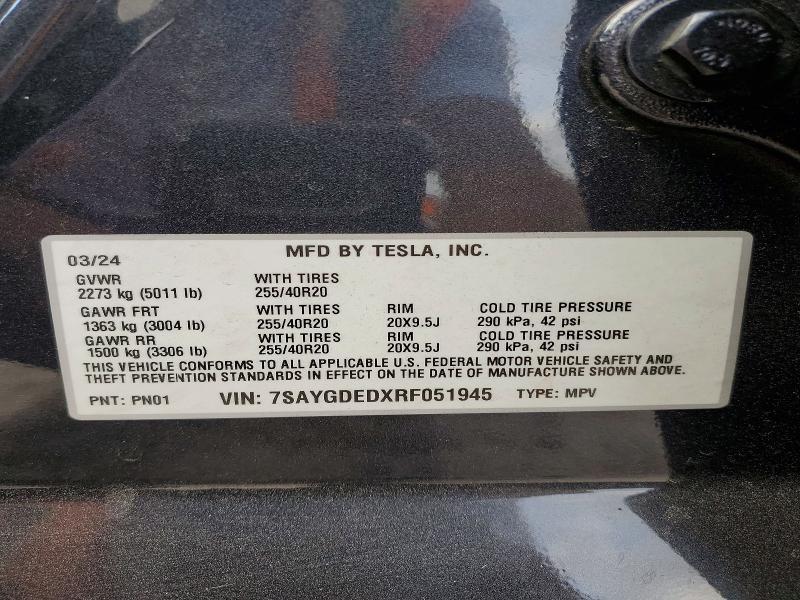 MFD BY TESLA, INC.
03/24
GVWR WITH TIRES
2273 kg (5011 lb) 255/40R20
GAWR FRT WITH TIRES RIM COLD TIRE PRESSURE
1363 kg (3004 lb) 255/40R20 20X9.5J 290 kPa, 42 psi
GAWR RR WITH TIRES RIM COLD TIRE PRESSURE
1500 kg (3306 lb) 255/40R20 20X9.5J 290 kPa, 42 psi
THIS VEHICLE CONFORMS TO ALL APPLICABLE U.S. FEDERAL MOTOR VEHICLE SAFETY AND
THEFT PREVENTION STANDARDS IN EFFECT ON THE DATE OF MANUFACTURE SHOWN ABOVE.
PNT: PN01 VIN: 7SAYGDEDXRF051945 TYPE: MPV